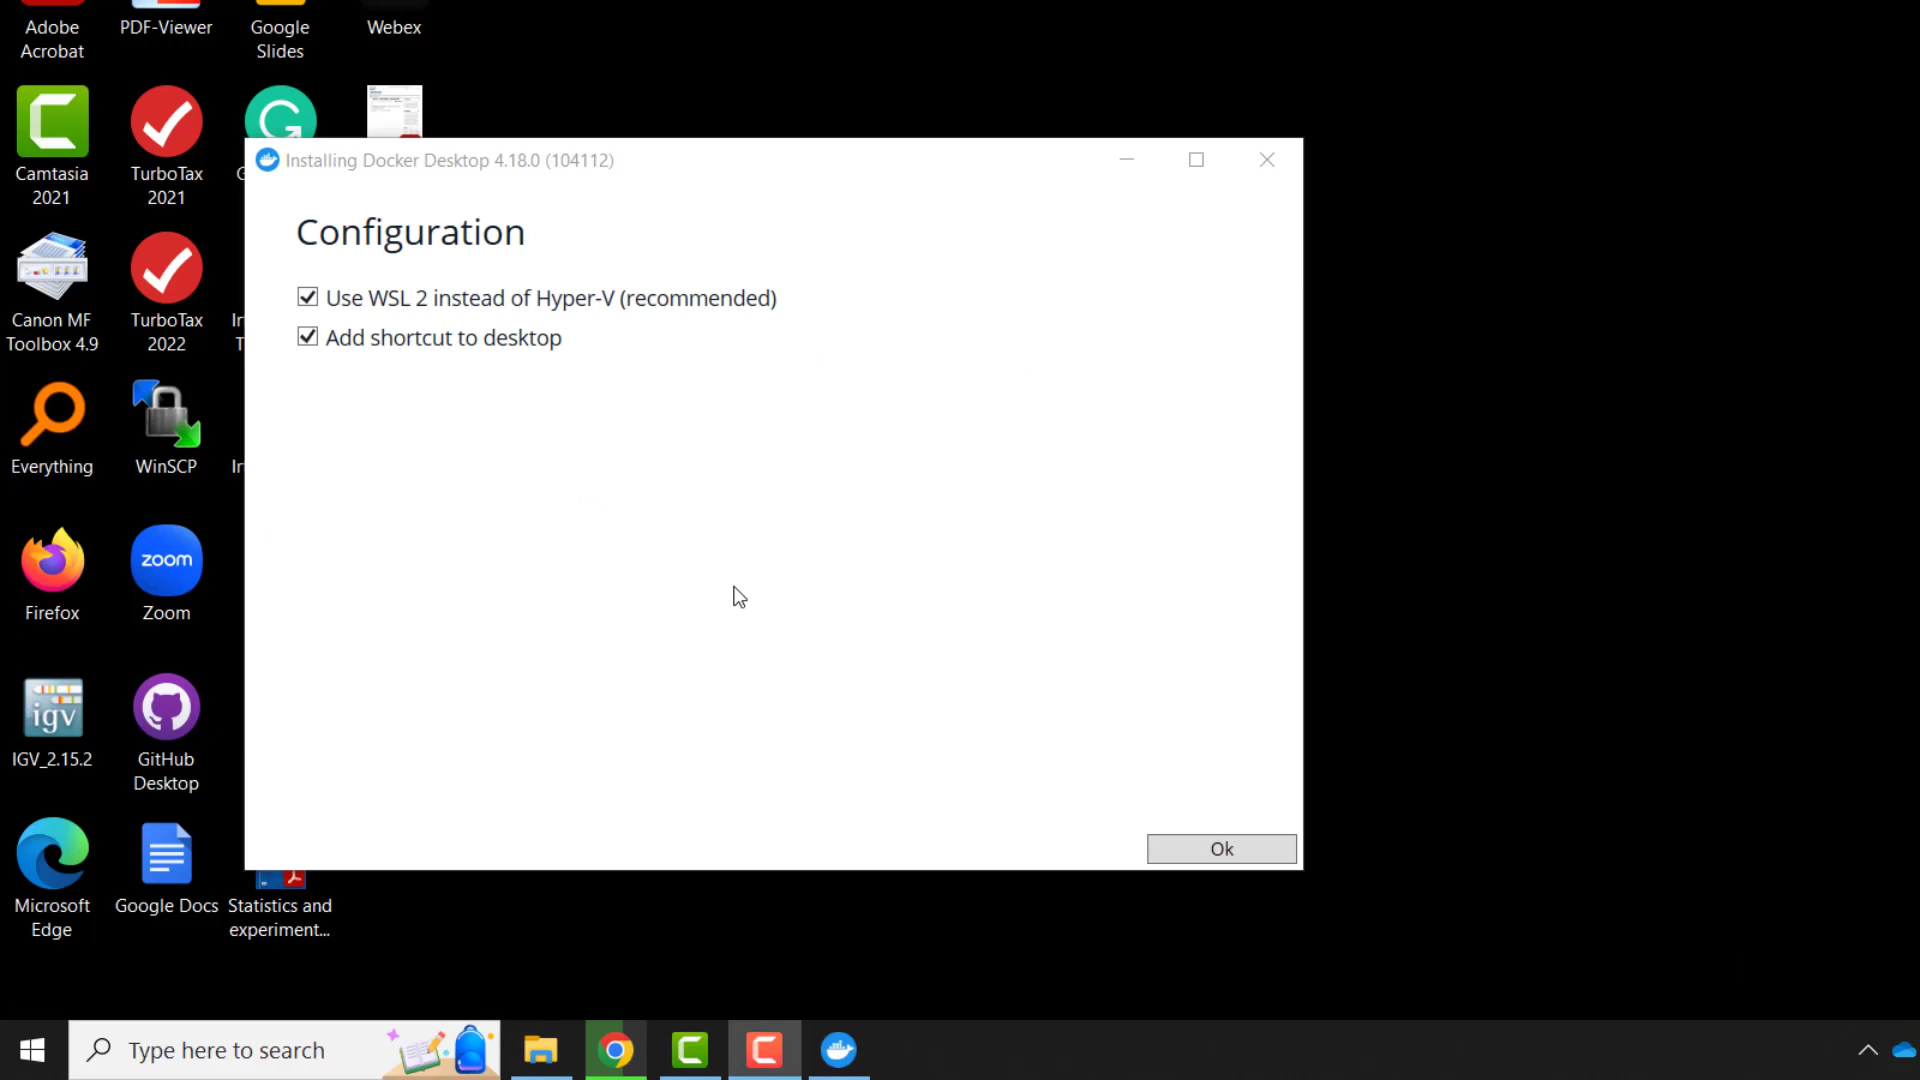 Adobe
Acrobat
PDF-Viewer
Google
Slides
Webex
Camtasia
2021
TurboTax
2021
G
Installing Docker Desktop 4.18.0 (104112)
Configuration
Use WSL 2 instead of Hyper-V (recommended)
Add shortcut to desktop
Canon MF
Toolbox 4.9
TurboTax
2022
Everything
WinSCP
Firefox
zoom
Zoom
igv
IGV_2.15.2
GitHub
Desktop
Ok
Microsoft
Edge
Google Docs
Statistics and
experiment...
Type here to search